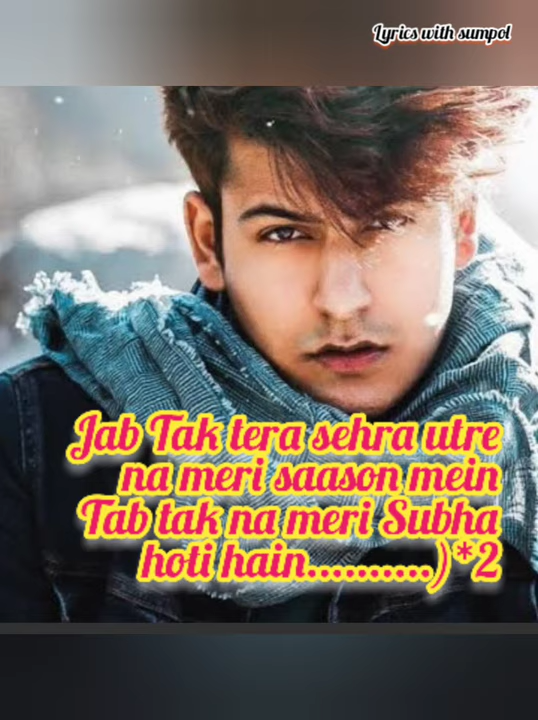 Lyrics with sumpol
Jab Tak tera sehra utre
na meri saason mein
Tab tak na meri Subha
hoti hain..........)*2